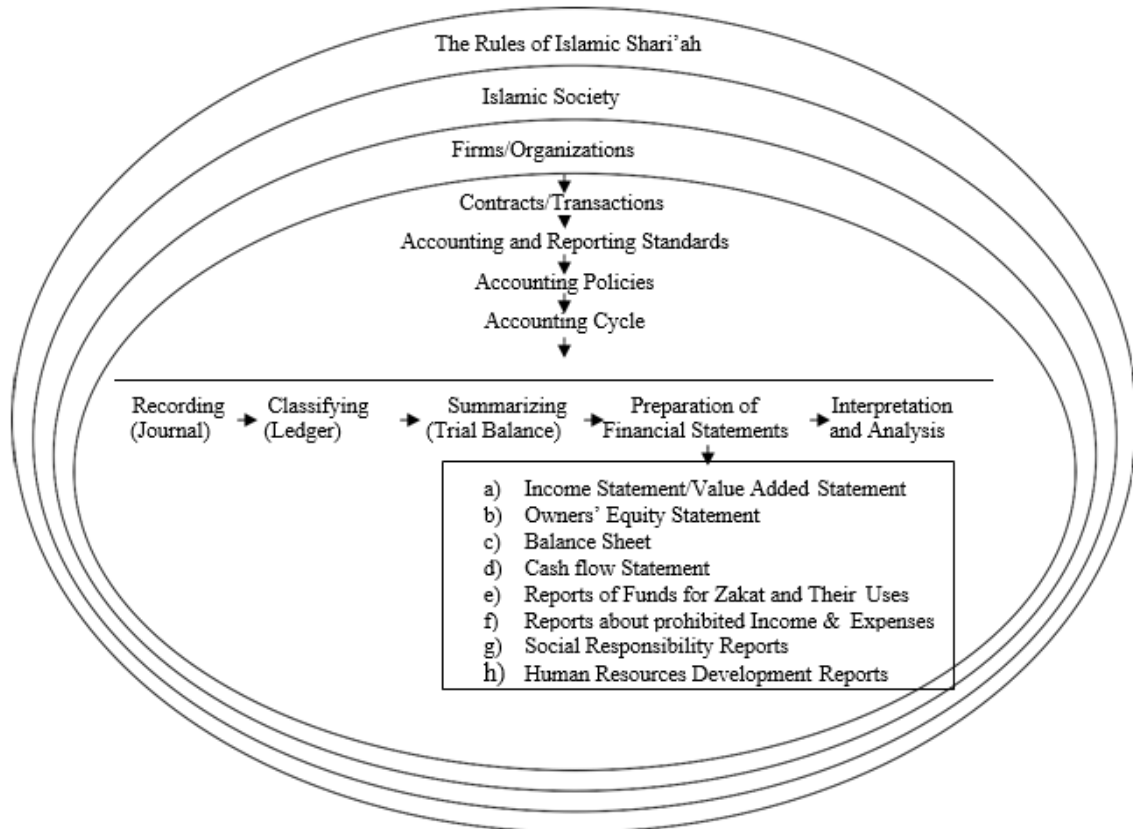 The Rules of Islamic Shari’ah
Islamic Society
Firms/Organizations
Contracts/Transactions
Accounting and Reporting Standards
Accounting Policies
Accounting Cycle
Recording
(Journal)
Classifying
(Ledger)
Summarizing
(Trial Balance)
Preparation of
Financial Statements
Interpretation
and Analysis
a) Income Statement/Value Added Statement
b) Owners’ Equity Statement
c) Balance Sheet
d) Cash flow Statement
e) Reports of Funds for Zakat and Their Uses
f) Reports about prohibited Income & Expenses
g) Social Responsibility Reports
h) Human Resources Development Reports